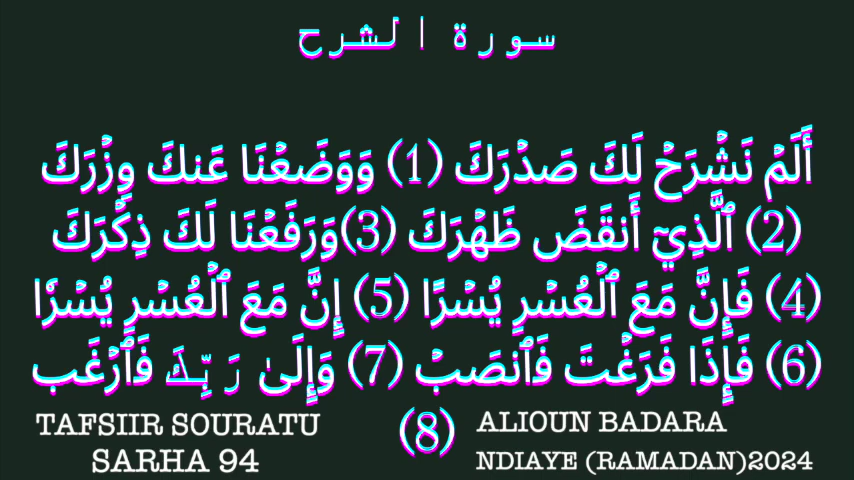 سورة الشرح
أَلَمۡ نَشۡرَحۡ لَكَ صَدۡرَكَ (1) وَوَضَعۡنَا عَنكَ وِزۡرَكَ
(2) ٱلَّذِيٓ أَنقَضَ ظَهۡرَكَ (3)وَرَفَعۡنَا لَكَ ذِكۡرَكَ
(4) فَإِنَّ مَعَ ٱلۡعُسۡرِ يُسۡرًا (5) إِنَّ مَعَ ٱلۡعُسۡرِ يُسۡرٗا
(6) فَإِذَا فَرَغۡتَ فَٱنصَبۡ (7) وَإِلَىٰ رَبِّكَ فَٱرۡغَب
(8)
TAFSIIR SOURATU
SARHA 94
ALIOUN BADARA
NDIAYE (RAMADAN)2024